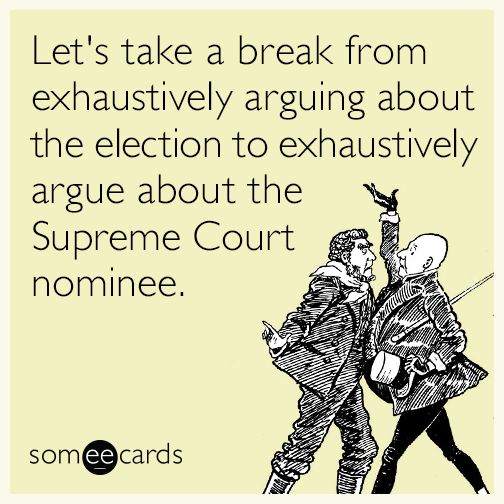 Let's take a break from
exhaustively arguing about
the election to exhaustively
argue about the
Supreme Court
nominee.
someecards